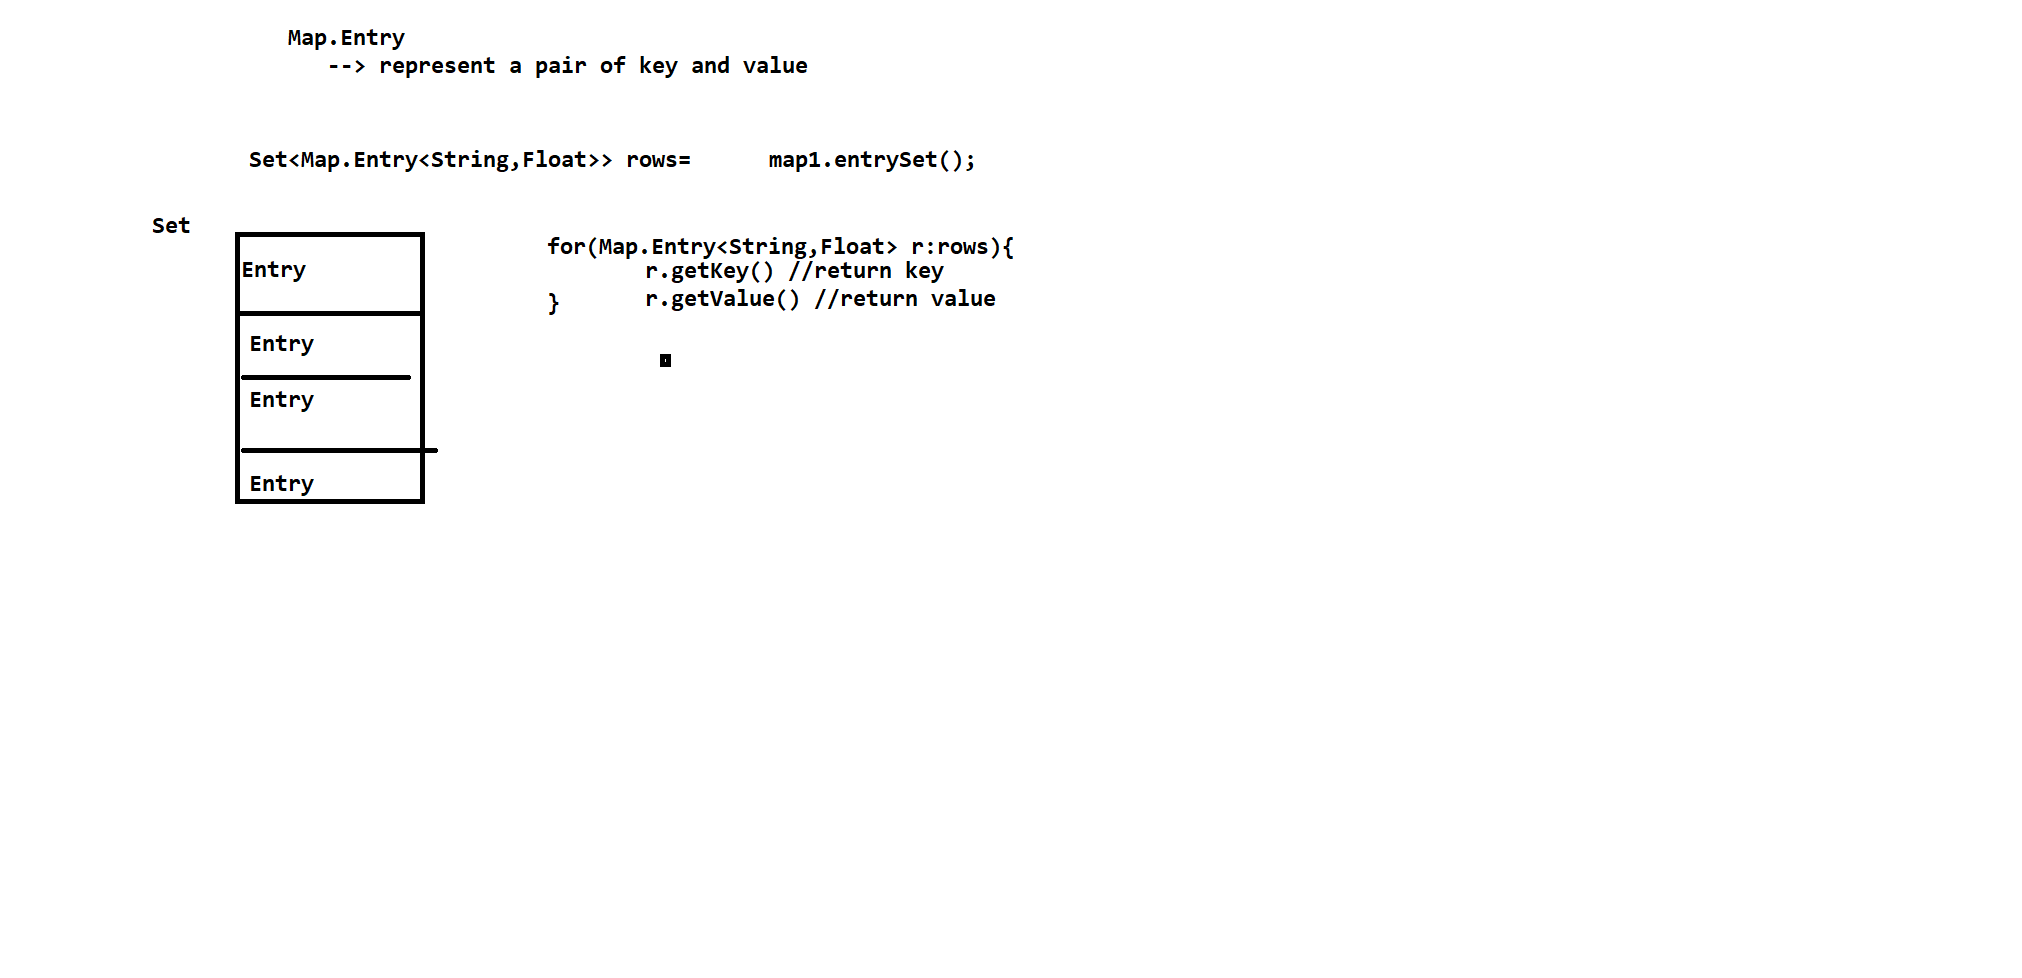 Map.Entry
--> represent a pair of key and value
Set<Map.Entry<String,Float>> rows= map1.entrySet();
Set
Entry
Entry
Entry
Entry
for(Map.Entry<String,Float> r:rows){
r.getKey() //return key
r.getValue() //return value
}